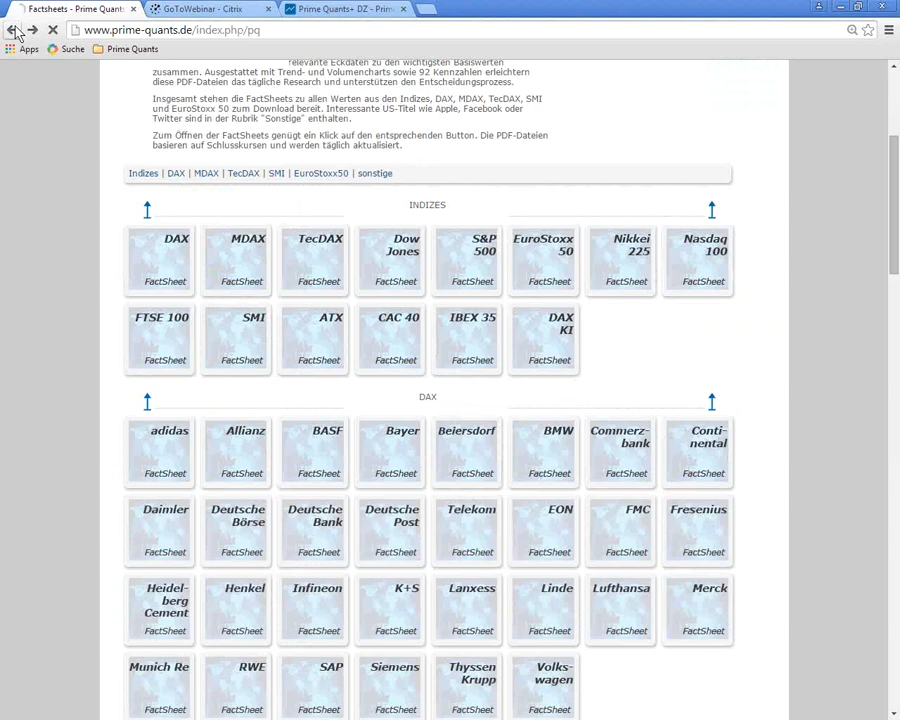 Factsheets - Prime Quants
GoToWebinar - Citrix
Prime Quants+ DZ - Prime
www.prime-quants.de/index.php/pq
Apps
Suche
Prime Quants
relevante Eckdaten zu den wichtigsten Basiswerten
zusammen. Ausgestattet mit Trend- und Volumencharts sowie 92 Kennzahlen erleichtern
diese PDF-Dateien das tägliche Research und unterstützen den Entscheidungsprozess.
Insgesamt stehen die FactSheets zu allen Werten aus den Indizes, DAX, MDAX, TecDAX, SMI
und EuroStoxx 50 zum Download bereit. Interessante US-Titel wie Apple, Facebook oder
Twitter sind in der Rubrik "Sonstige" enthalten.
Zum Öffnen der FactSheets genügt ein Klick auf den entsprechenden Button. Die PDF-Dateien
basieren auf Schlusskursen und werden täglich aktualisiert.
Indizes | DAX | MDAX | TecDAX | SMI | EuroStoxx50 | sonstige
INDIZES
DAX
FactSheet
MDAX
FactSheet
TecDAX
FactSheet
Dow
Jones
FactSheet
S&P
500
FactSheet
EuroStoxx
50
FactSheet
Nikkei
225
FactSheet
Nasdaq
100
FactSheet
FTSE 100
FactSheet
SMI
FactSheet
ATX
FactSheet
CAC 40
FactSheet
IBEX 35
FactSheet
DAX
KI
FactSheet
DAX
adidas
FactSheet
Allianz
FactSheet
BASF
FactSheet
Bayer
FactSheet
Beiersdorf
FactSheet
BMW
FactSheet
Commerz-
bank
FactSheet
Conti-
nental
FactSheet
Daimler
FactSheet
Deutsche
Börse
FactSheet
Deutsche
Bank
FactSheet
Deutsche
Post
FactSheet
Telekom
FactSheet
EON
FactSheet
FMC
FactSheet
Fresenius
FactSheet
Heidel-
berg
Cement
FactSheet
Henkel
FactSheet
Infineon
FactSheet
K+S
FactSheet
Lanxess
FactSheet
Linde
FactSheet
Lufthansa
FactSheet
Merck
FactSheet
Munich Re
FactSheet
RWE
FactSheet
SAP
FactSheet
Siemens
FactSheet
Thyssen
Krupp
FactSheet
Volks-
wagen
FactSheet